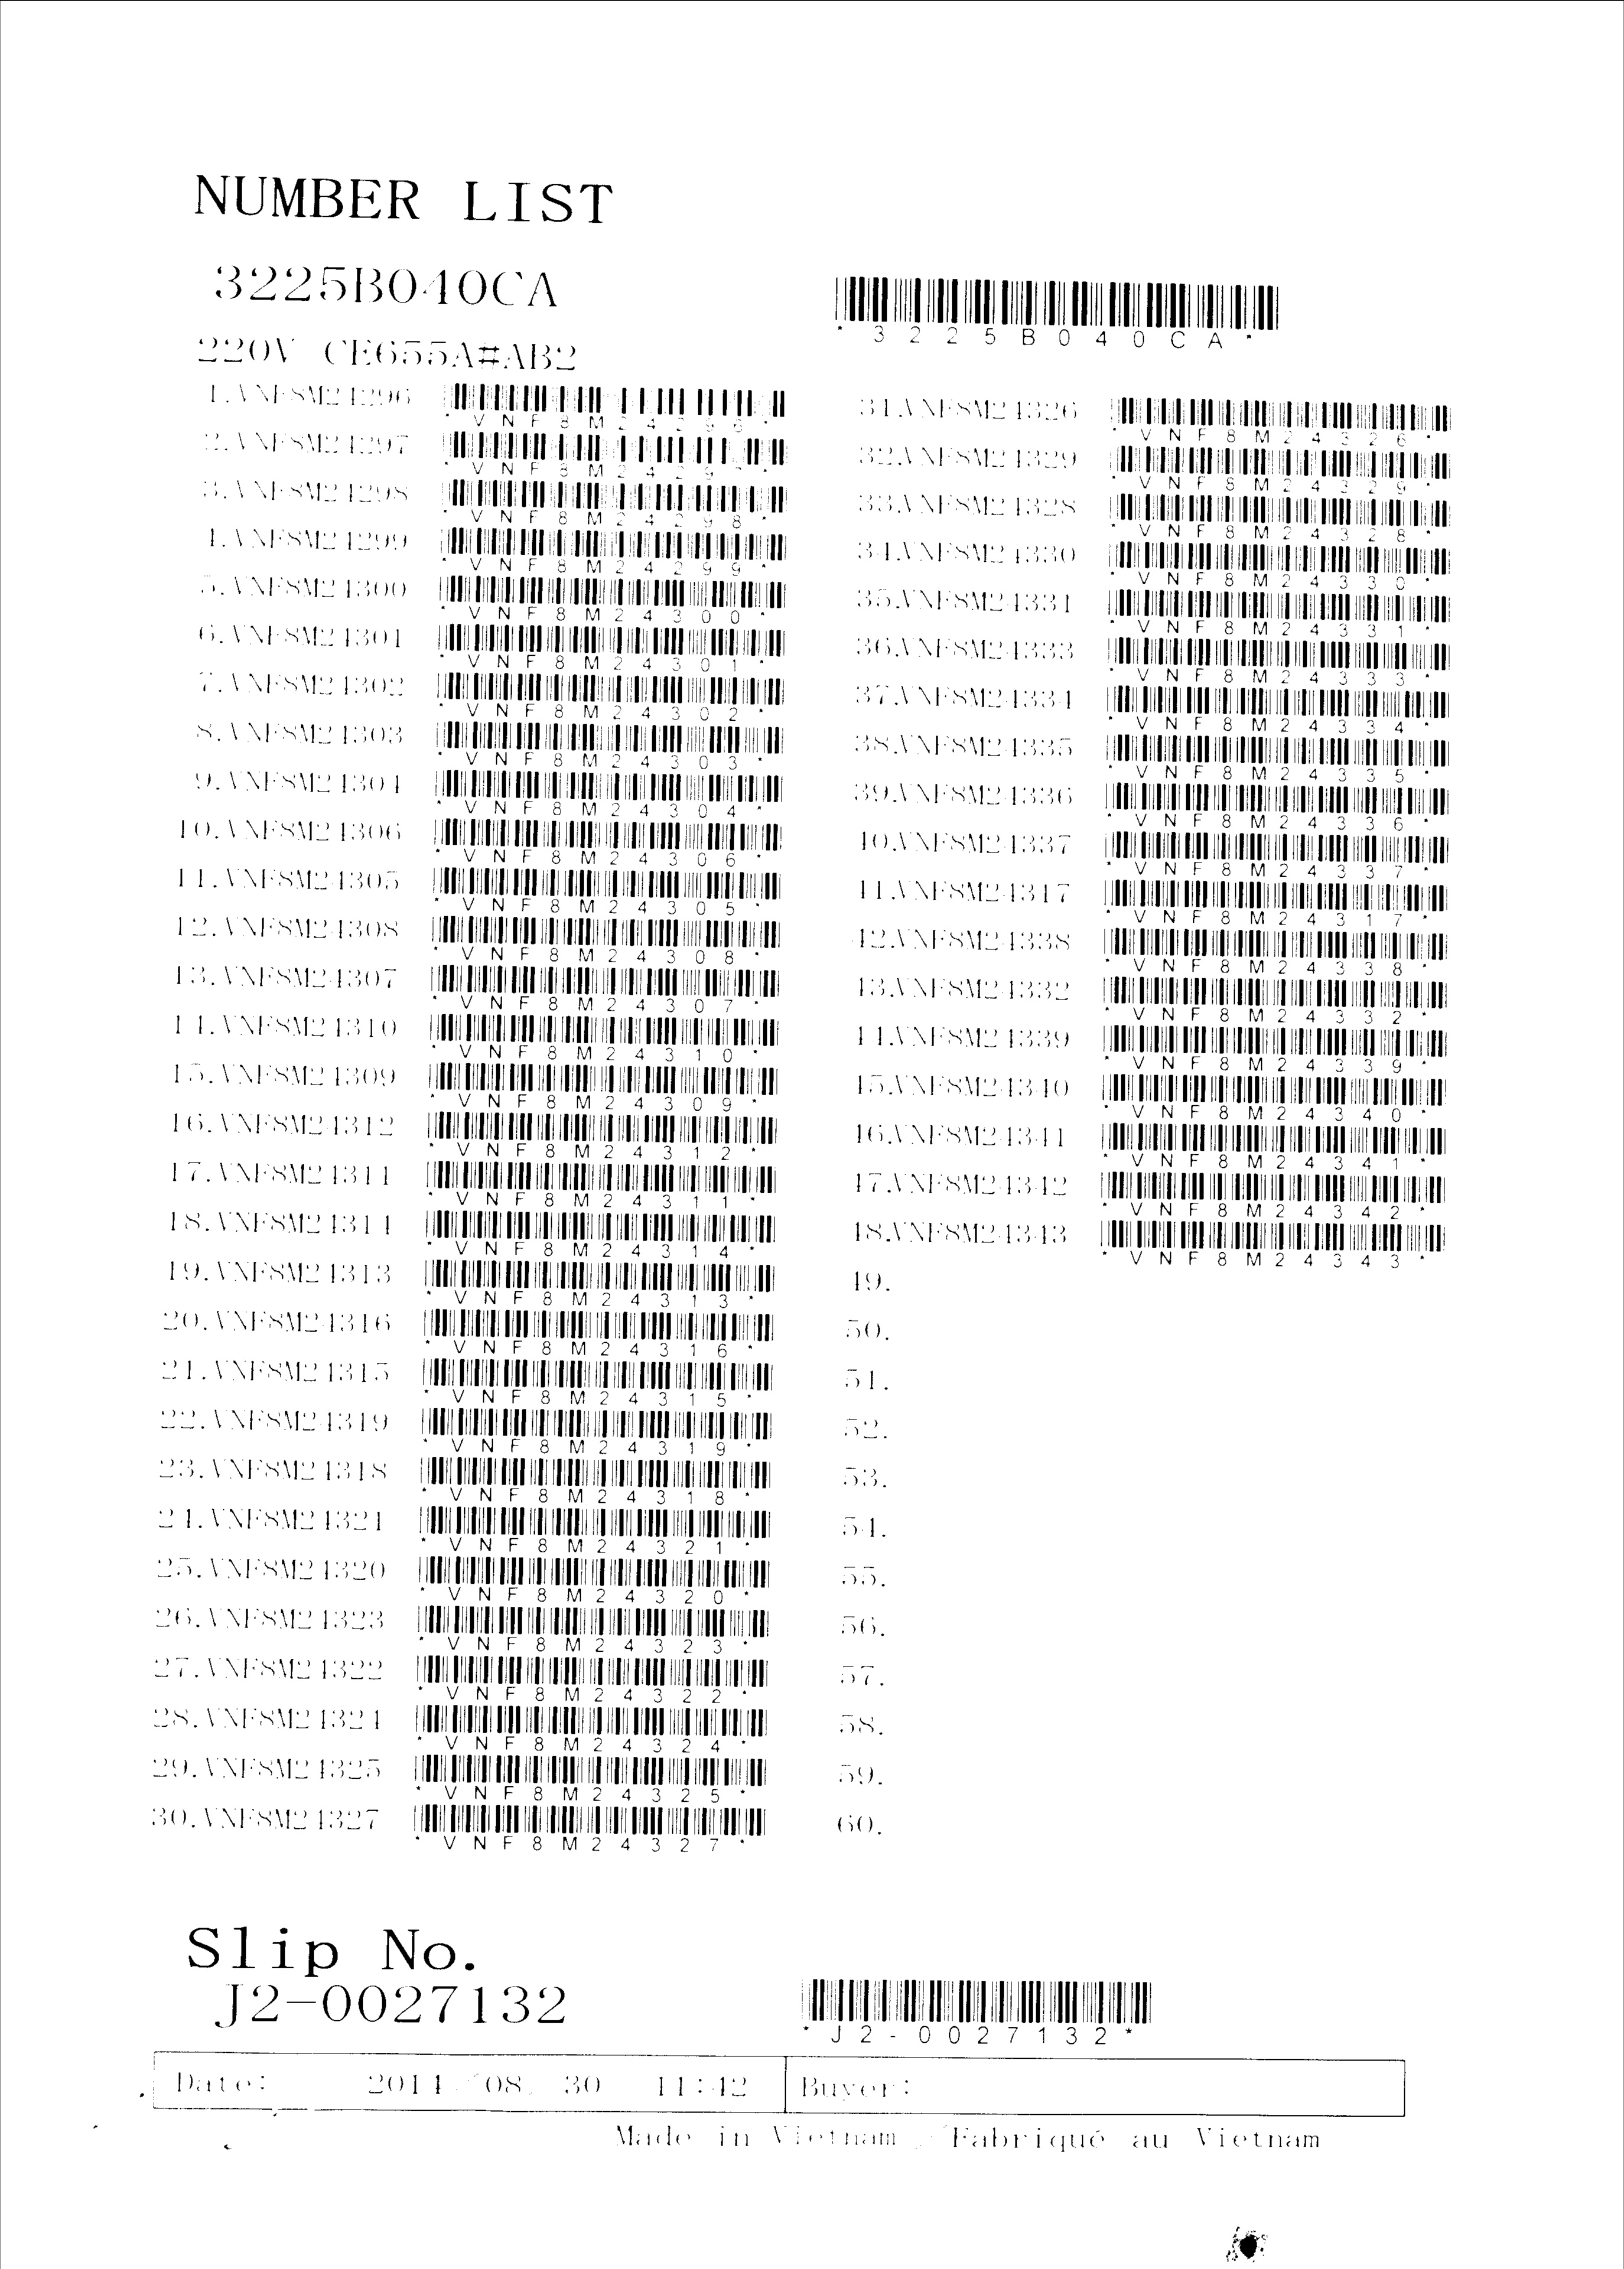 NUMBER LIST
3225B040CA
*3225B040CA*
220V CE655A#AB2
1.VNF8M24296
*VNF8M24296*
2.VNF8M24297
*VNF8M24297*
3.VNF8M24298
*VNF8M24298*
4.VNF8M24299
*VNF8M24299*
5.VNF8M24300
*VNF8M24300*
6.VNF8M24301
*VNF8M24301*
7.VNF8M24302
*VNF8M24302*
8.VNF8M24303
*VNF8M24303*
9.VNF8M24304
*VNF8M24304*
10.VNF8M24306
*VNF8M24306*
11.VNF8M24305
*VNF8M24305*
12.VNF8M24308
*VNF8M24308*
13.VNF8M24307
*VNF8M24307*
14.VNF8M24310
*VNF8M24310*
15.VNF8M24309
*VNF8M24309*
16.VNF8M24312
*VNF8M24312*
17.VNF8M24311
*VNF8M24311*
18.VNF8M24314
*VNF8M24314*
19.VNF8M24313
*VNF8M24313*
20.VNF8M24316
*VNF8M24316*
21.VNF8M24315
*VNF8M24315*
22.VNF8M24319
*VNF8M24319*
23.VNF8M24318
*VNF8M24318*
24.VNF8M24321
*VNF8M24321*
25.VNF8M24320
*VNF8M24320*
26.VNF8M24323
*VNF8M24323*
27.VNF8M24322
*VNF8M24322*
28.VNF8M24324
*VNF8M24324*
29.VNF8M24325
*VNF8M24325*
30.VNF8M24327
*VNF8M24327*
31.VNF8M24326
*VNF8M24326*
32.VNF8M24329
*VNF8M24329*
33.VNF8M24328
*VNF8M24328*
34.VNF8M24330
*VNF8M24330*
35.VNF8M24331
*VNF8M24331*
36.VNF8M24333
*VNF8M24333*
37.VNF8M24334
*VNF8M24334*
38.VNF8M24335
*VNF8M24335*
39.VNF8M24336
*VNF8M24336*
40.VNF8M24337
*VNF8M24337*
41.VNF8M24317
*VNF8M24317*
42.VNF8M24338
*VNF8M24338*
43.VNF8M24332
*VNF8M24332*
44.VNF8M24339
*VNF8M24339*
45.VNF8M24340
*VNF8M24340*
46.VNF8M24341
*VNF8M24341*
47.VNF8M24342
*VNF8M24342*
48.VNF8M24343
*VNF8M24343*
49.
50.
51.
52.
53.
54.
55.
56.
57.
58.
59.
60.
Slip No.
J2-0027132
*J2-0027132*
Date: 2014/08/30 11:42 Buyer:
Made in Vietnam / Fabriqué au Vietnam